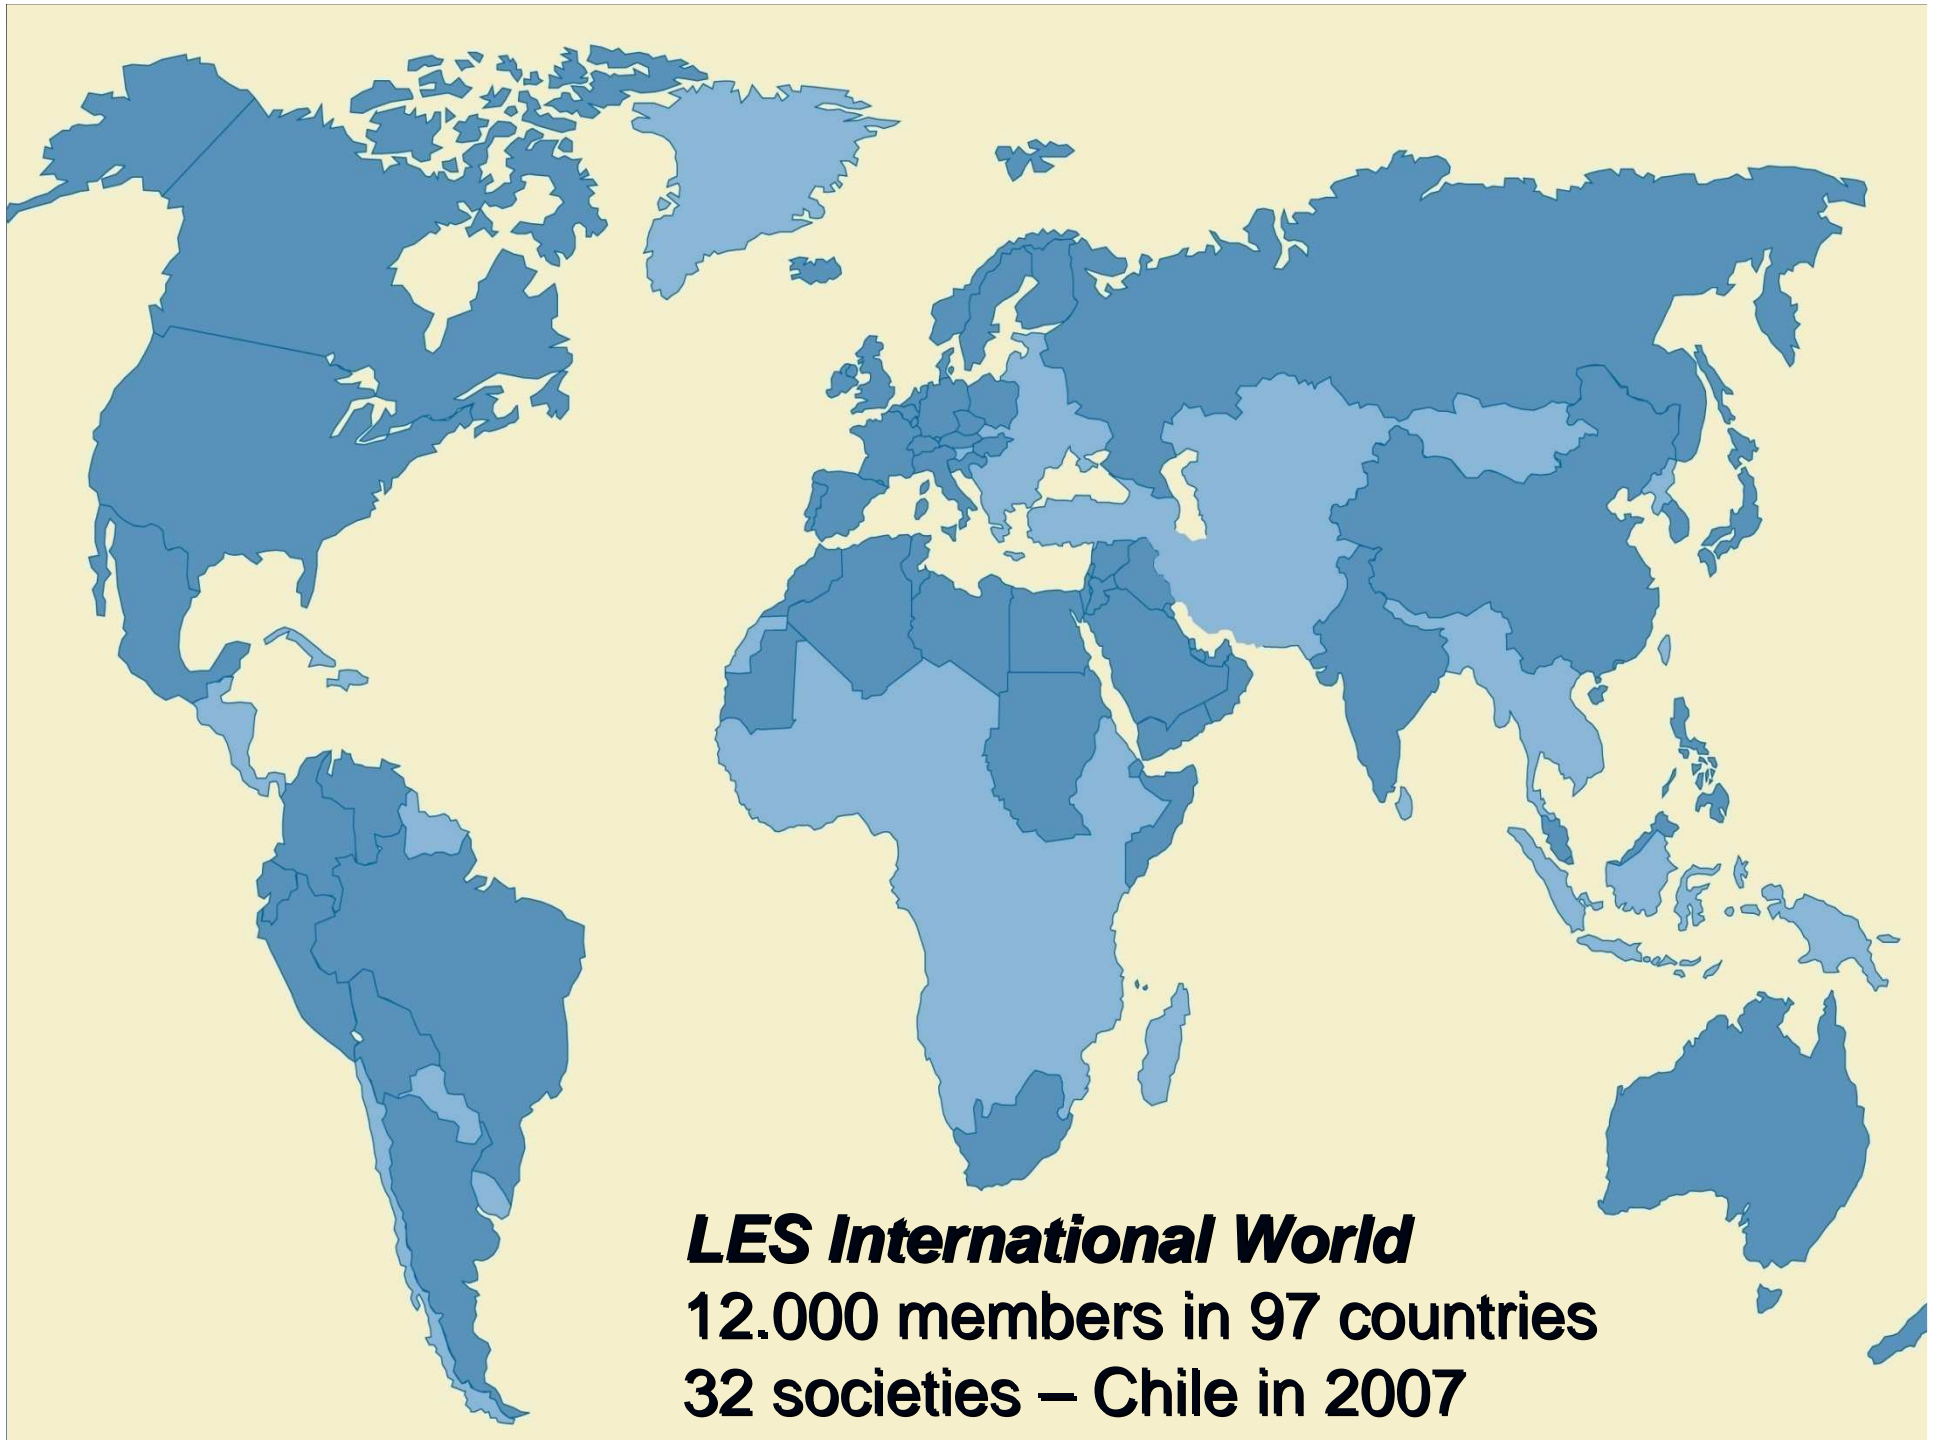 LES International World
12.000 members in 97 countries
32 societies – Chile in 2007